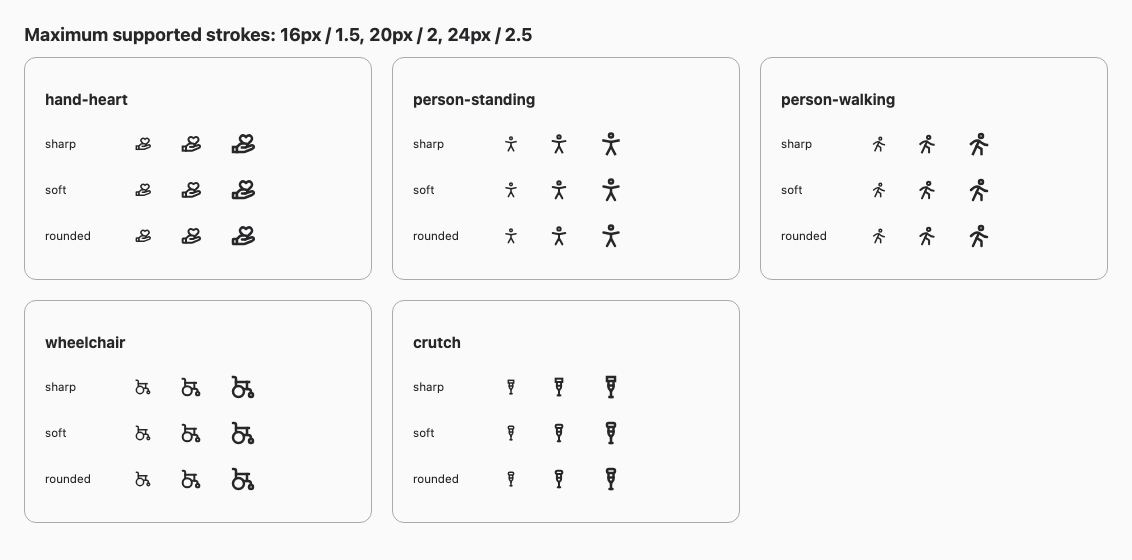 Maximum supported strokes: 16px / 1.5, 20px / 2, 24px / 2.5
hand-heart
sharp
soft
rounded
person-standing
sharp
soft
rounded
person-walking
sharp
soft
rounded
wheelchair
sharp
soft
rounded
crutch
sharp
soft
rounded